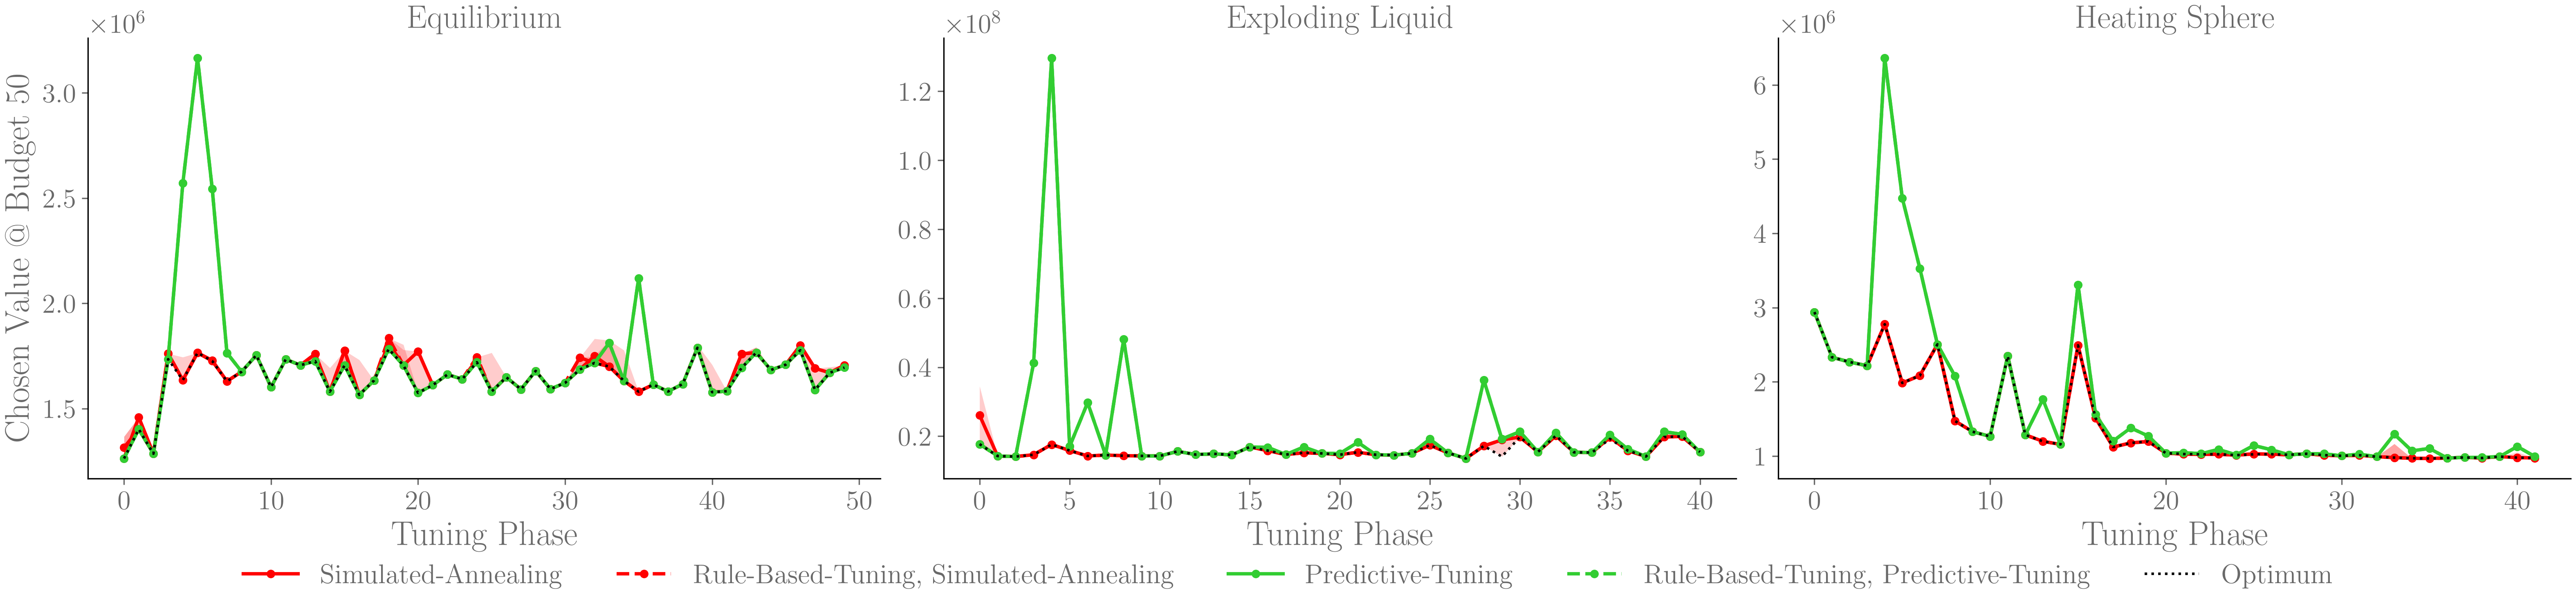 Equilibrium
×10⁶
Chosen Value @ Budget 50
3.0
2.5
2.0
1.5
0 10 20 30 40 50
Tuning Phase
Exploding Liquid
×10⁸
1.2
1.0
0.8
0.6
0.4
0.2
0 5 10 15 20 25 30 35 40
Tuning Phase
Heating Sphere
×10⁶
6
5
4
3
2
1
0 10 20 30 40
Tuning Phase
Simulated-Annealing Rule-Based-Tuning, Simulated-Annealing Predictive-Tuning Rule-Based-Tuning, Predictive-Tuning Optimum